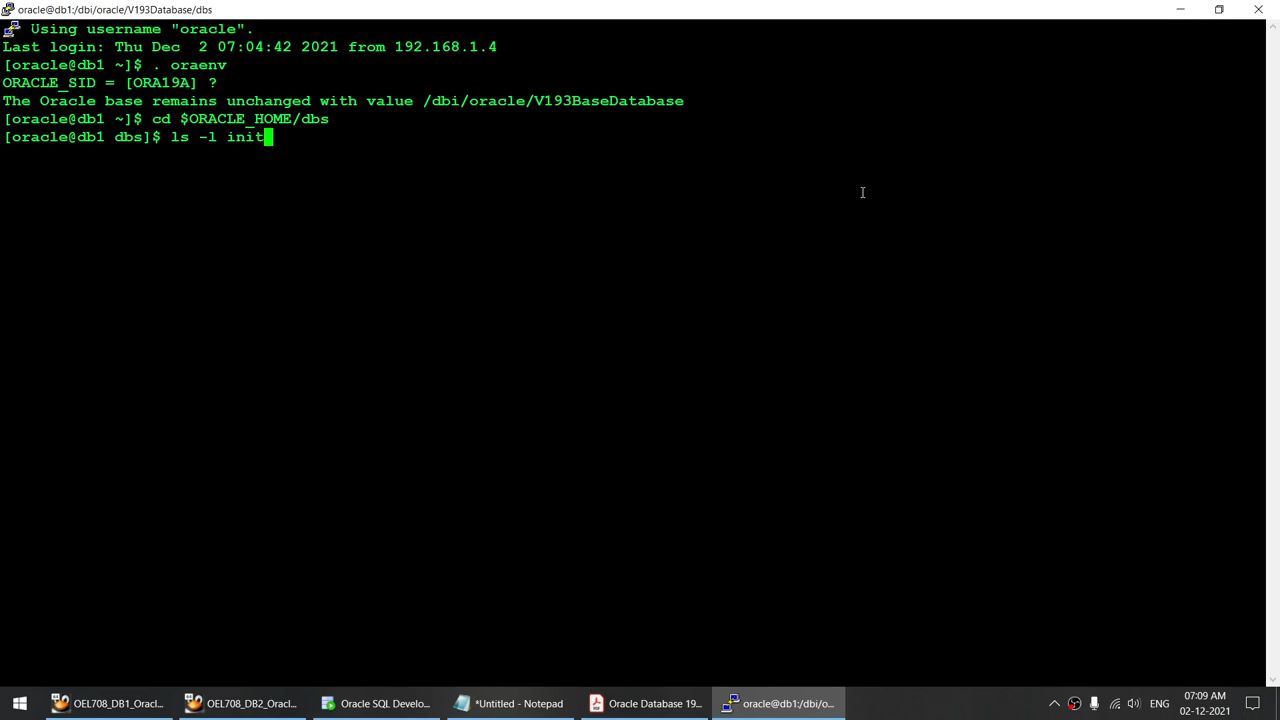 oracle@db1:/dbi/oracle/V193Database/dbs
Using username "oracle".
Last login: Thu Dec  2 07:04:42 2021 from 192.168.1.4
[oracle@db1 ~]$ . oraenv
ORACLE_SID = [ORA19A] ?
The Oracle base remains unchanged with value /dbi/oracle/V193BaseDatabase
[oracle@db1 ~]$ cd $ORACLE_HOME/dbs
[oracle@db1 dbs]$ ls -l init
OEL708_DB1_Oracl... OEL708_DB2_Oracl... Oracle SQL Develo... *Untitled - Notepad Oracle Database 19... oracle@db1:/dbi/o... ENG 07:09 AM
02-12-2021